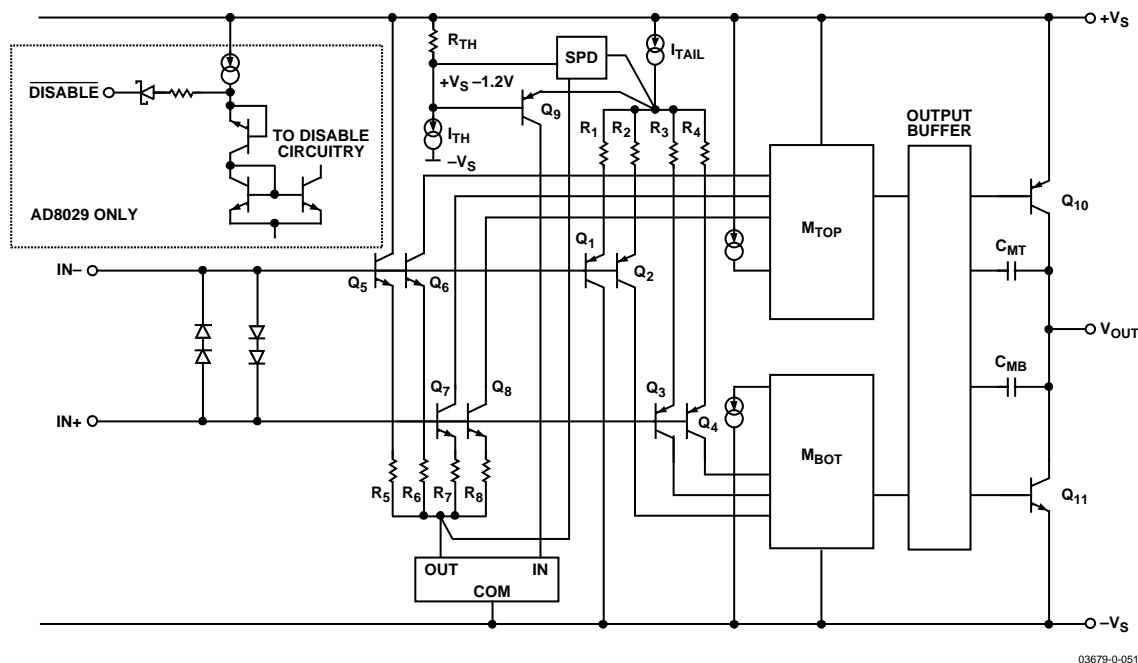 +VS
RTH
SPD
ITAIL
DISABLE
+VS –1.2V
Q9
R1
R2
R3
R4
OUTPUT
BUFFER
TO DISABLE
CIRCUITRY
ITH
–VS
AD8029 ONLY
MTOP
Q10
IN–
Q5
Q6
Q1
Q2
CMT
VOUT
CMB
IN+
Q7
Q8
Q3
Q4
MBOT
R5
R6
R7
R8
Q11
OUT
IN
COM
–VS
03679-0-051